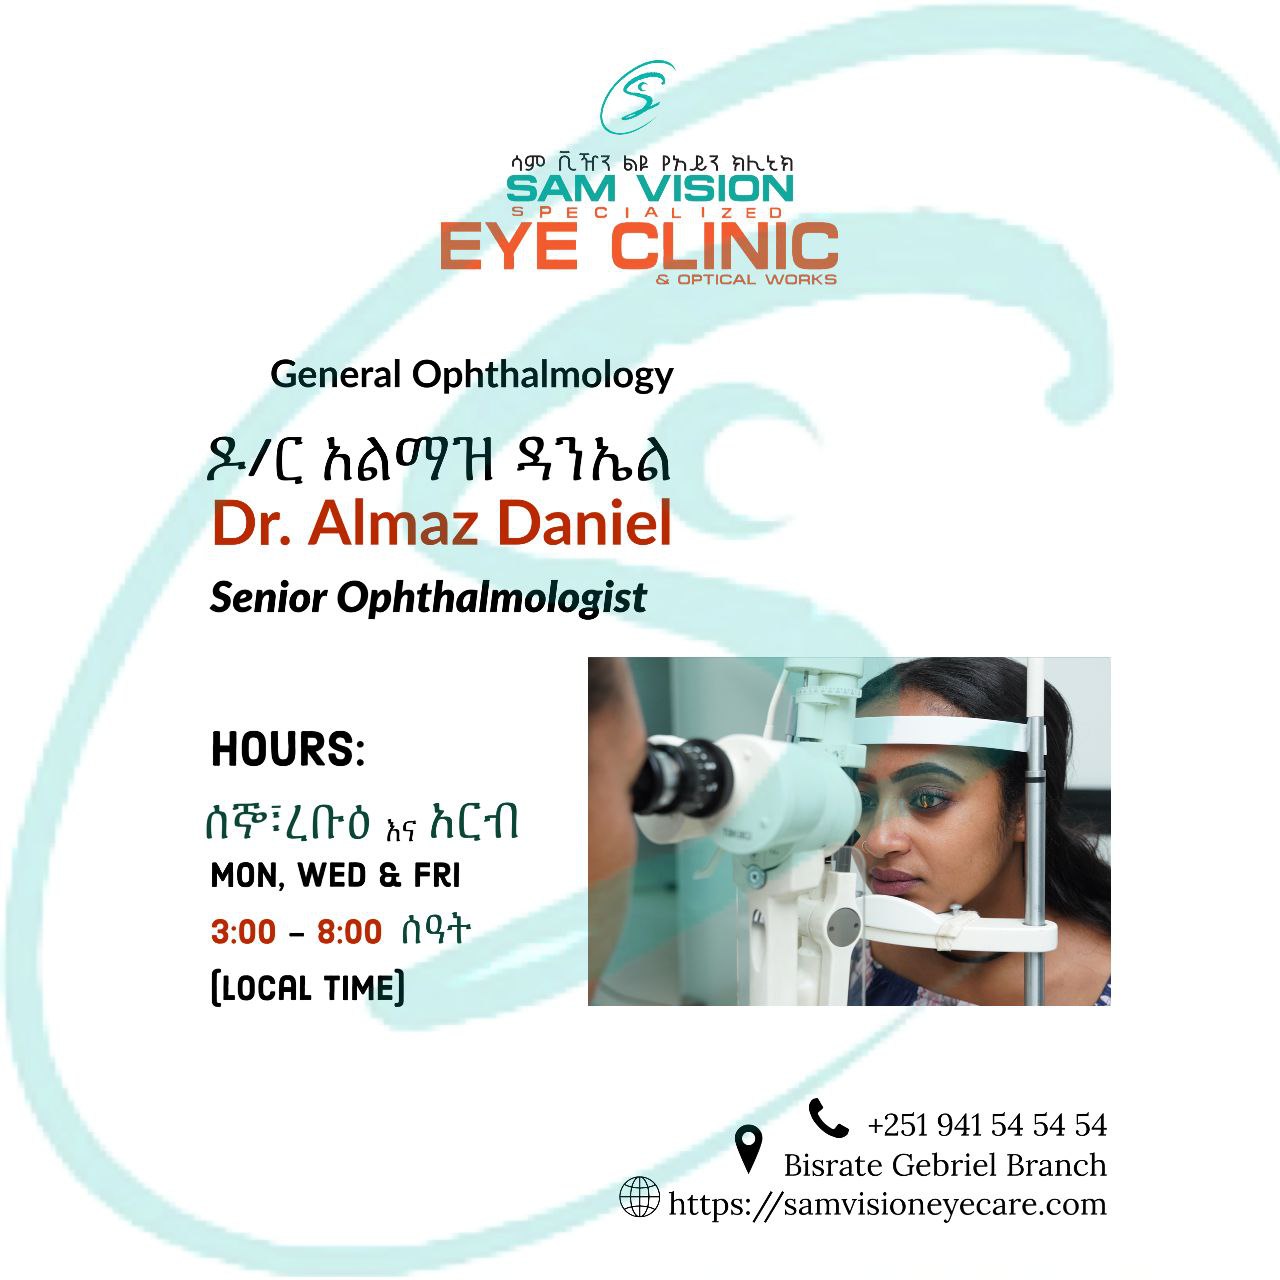 ሳም ቪዥን ልዩ የአይን ክሊኒክ
SAM VISION
SPECIALIZED
EYE CLINIC
& OPTICAL WORKS
General Ophthalmology
ዶ/ር አልማዝ ዳንኤል
Dr. Almaz Daniel
Senior Ophthalmologist
HOURS:
ሰኞ፣ረቡዕ እና አርብ
MON, WED & FRI
3:00 – 8:00 ሰዓት
(LOCAL TIME)
+251 941 54 54 54
Bisrate Gebriel Branch
https://samvisioneyecare.com